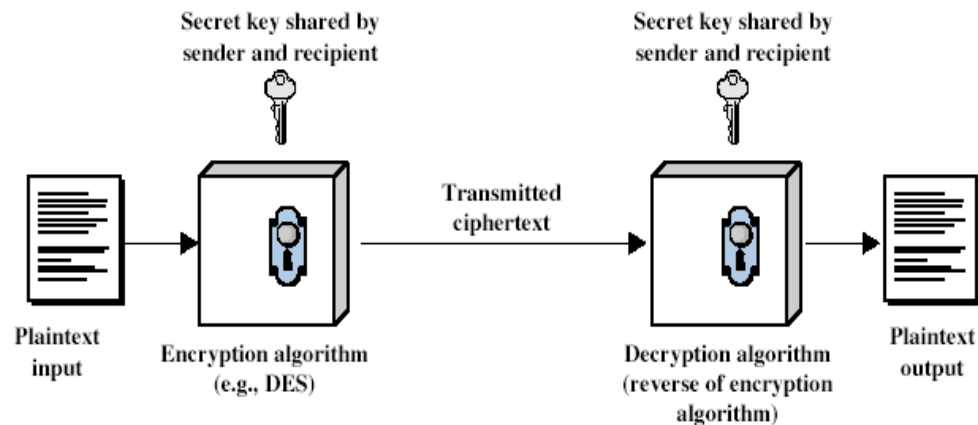 Secret key shared by
sender and recipient
Secret key shared by
sender and recipient
Transmitted
ciphertext
Plaintext
input
Encryption algorithm
(e.g., DES)
Decryption algorithm
(reverse of encryption
algorithm)
Plaintext
output